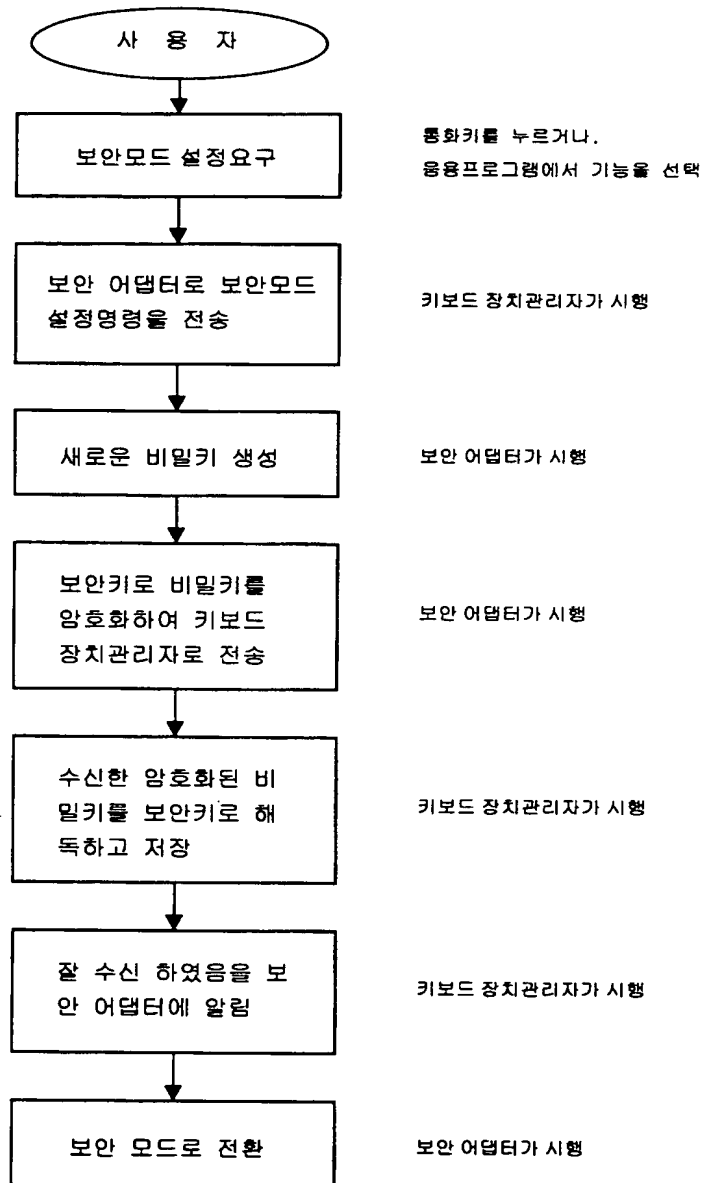 사 용 자
보안모드 설정요구
통화키를 누르거나.
응용프로그램에서 기능을 선택
보안 어댑터로 보안모드
설정명령을 전송
키보드 장치관리자가 시행
새로운 비밀키 생성
보안 어댑터가 시행
보안키로 비밀키를
암호화하여 키보드
장치관리자로 전송
보안 어댑터가 시행
수신한 암호화된 비
밀키를 보안키로 해
독하고 저장
키보드 장치관리자가 시행
잘 수신 하였음을 보
안 어댑터에 알림
키보드 장치관리자가 시행
보안 모드로 전환
보안 어댑터가 시행